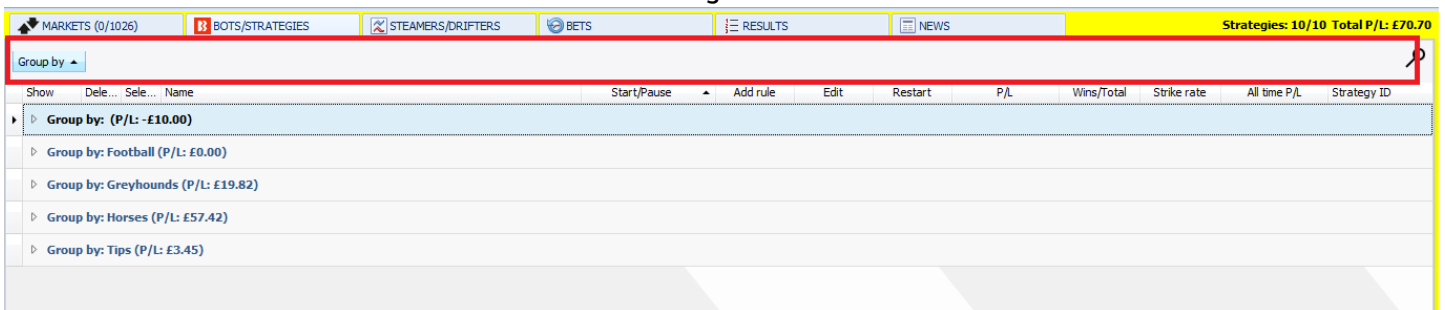 MARKETS (0/1026) BOTS/STRATEGIES STEAMERS/DRIFTERS BETS RESULTS NEWS Strategies: 10/10 Total P/L: £70.70
Group by
Show Dele... Sele... Name Start/Pause Add rule Edit Restart P/L Wins/Total Strike rate All time P/L Strategy ID
Group by: (P/L: -£10.00)
Group by: Football (P/L: £0.00)
Group by: Greyhounds (P/L: £19.82)
Group by: Horses (P/L: £57.42)
Group by: Tips (P/L: £3.45)